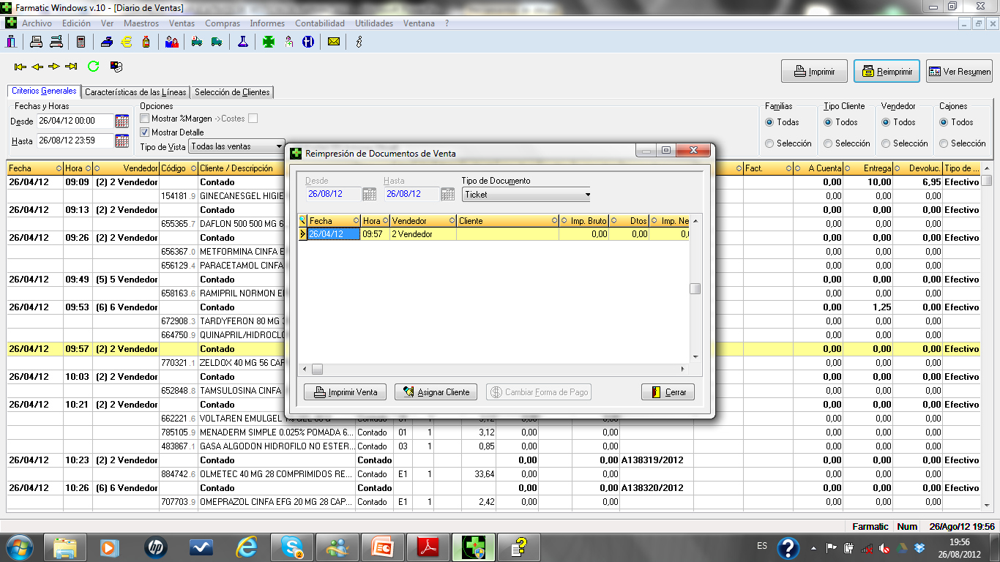 Farmatic Windows v.10 - [Diario de Ventas]
Archivo Edición Ver Maestros Ventas Compras Informes Contabilidad Utilidades Ventana ?
Imprimir Reimprimir Ver Resumen
Criterios Generales Características de las Líneas Selección de Clientes
Fechas y Horas Opciones Familias Tipo Cliente Vendedor Cajones
Desde 26/04/12 00:00 Mostrar %Margen ->Costes Todas Todos Todos Todos
Mostrar Detalle
Hasta 26/08/12 23:59 Tipo de Vista Todas las ventas Selección Selección Selección Selección
Reimpresión de Documentos de Venta
Desde Hasta Tipo de Documento
26/08/12 26/08/12 Ticket
Fecha Hora Vendedor Cliente Imp. Bruto Dtos Imp. Ne
26/04/12 09:57 2 Vendedor 0,00 0,00 0,
Imprimir Venta Asignar Cliente Cambiar Forma de Pago Cerrar
Fecha Hora Vendedor Código Cliente / Descripción Fact. A Cuenta Entrega Devoluc. Tipo de ...
26/04/12 09:09 (2) 2 Vendedor Contado 0,00 10,00 6,95 Efectivo
154181 .9 GINECANESGEL HIGIE 0,00 0,00 0,00
26/04/12 09:13 (2) 2 Vendedor Contado 0,00 0,00 0,00 Efectivo
655365 .7 DAFLON 500 500 MG 6 0,00 0,00 0,00
26/04/12 09:26 (2) 2 Vendedor Contado 0,00 0,00 0,00 Efectivo
656367 .0 METFORMINA CINFA E 0,00 0,00 0,00
656129 .4 PARACETAMOL CINFA 0,00 0,00 0,00
26/04/12 09:49 (5) 5 Vendedor Contado 0,00 0,00 0,00 Efectivo
658163 .6 RAMIPRIL NORMON E 0,00 0,00 0,00
26/04/12 09:53 (6) 6 Vendedor Contado 0,00 1,25 0,00 Efectivo
672908 .3 TARDYFERON 80 MG 3 0,00 0,00 0,00
664750 .9 QUINAPRIL/HIDROCLO 0,00 0,00 0,00
26/04/12 09:57 (2) 2 Vendedor Contado 0,00 0,00 0,00 Efectivo
770321 .1 ZELDOX 40 MG 56 CAP 0,00 0,00 0,00
26/04/12 10:03 (2) 2 Vendedor Contado 0,00 0,00 0,00 Efectivo
652848 .8 TAMSULOSINA CINFA 0,00 0,00 0,00
26/04/12 10:21 (2) 2 Vendedor Contado 0,00 0,00 0,00 Efectivo
662221 .6 VOLTAREN EMULGEL 1% GEL 60 G Contado 01 1 3,12 0,00 0,00 0,00 0,00 0,00
785105 .9 MENADERM SIMPLE 0.025% POMADA 6... Contado 01 1 3,12 0,00 0,00 0,00 0,00 0,00
483867 .1 GASA ALGODON HIDROFILO NO ESTER... Contado 03 1 0,85 0,00 0,00 0,00 0,00 0,00
26/04/12 10:23 (2) 2 Vendedor Contado Contado 0,00 0,00 A138319/2012 0,00 0,00 0,00 Efectivo
884742 .6 OLMETEC 40 MG 28 COMPRIMIDOS RE... Contado E1 1 33,64 0,00 0,00 0,00 0,00 0,00
26/04/12 10:26 (6) 6 Vendedor Contado Contado 0,00 0,00 A138320/2012 0,00 0,00 0,00 Efectivo
707703 .9 OMEPRAZOL CINFA EFG 20 MG 28 CAP... Contado E1 1 2,42 0,00 0,00 0,00 0,00 0,00
Farmatic Num 26/Ago/12 19:56
ES 19:56
26/08/2012